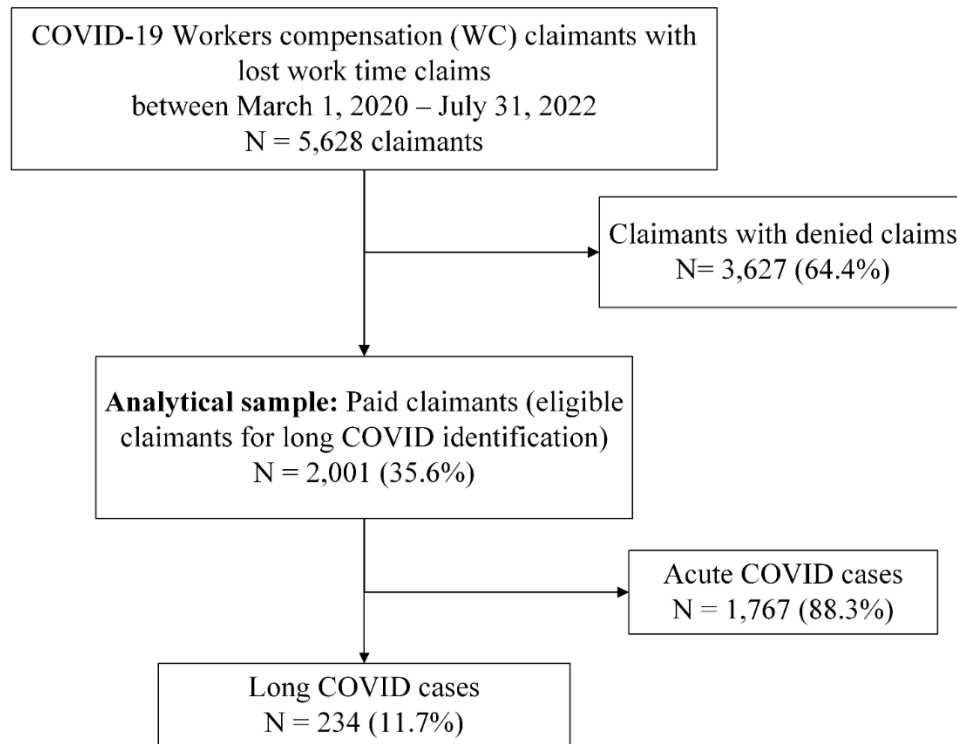 COVID-19 Workers compensation (WC) claimants with
lost work time claims
between March 1, 2020 – July 31, 2022
N = 5,628 claimants
Claimants with denied claims
N= 3,627 (64.4%)
Analytical sample: Paid claimants (eligible
claimants for long COVID identification)
N = 2,001 (35.6%)
Acute COVID cases
N = 1,767 (88.3%)
Long COVID cases
N = 234 (11.7%)